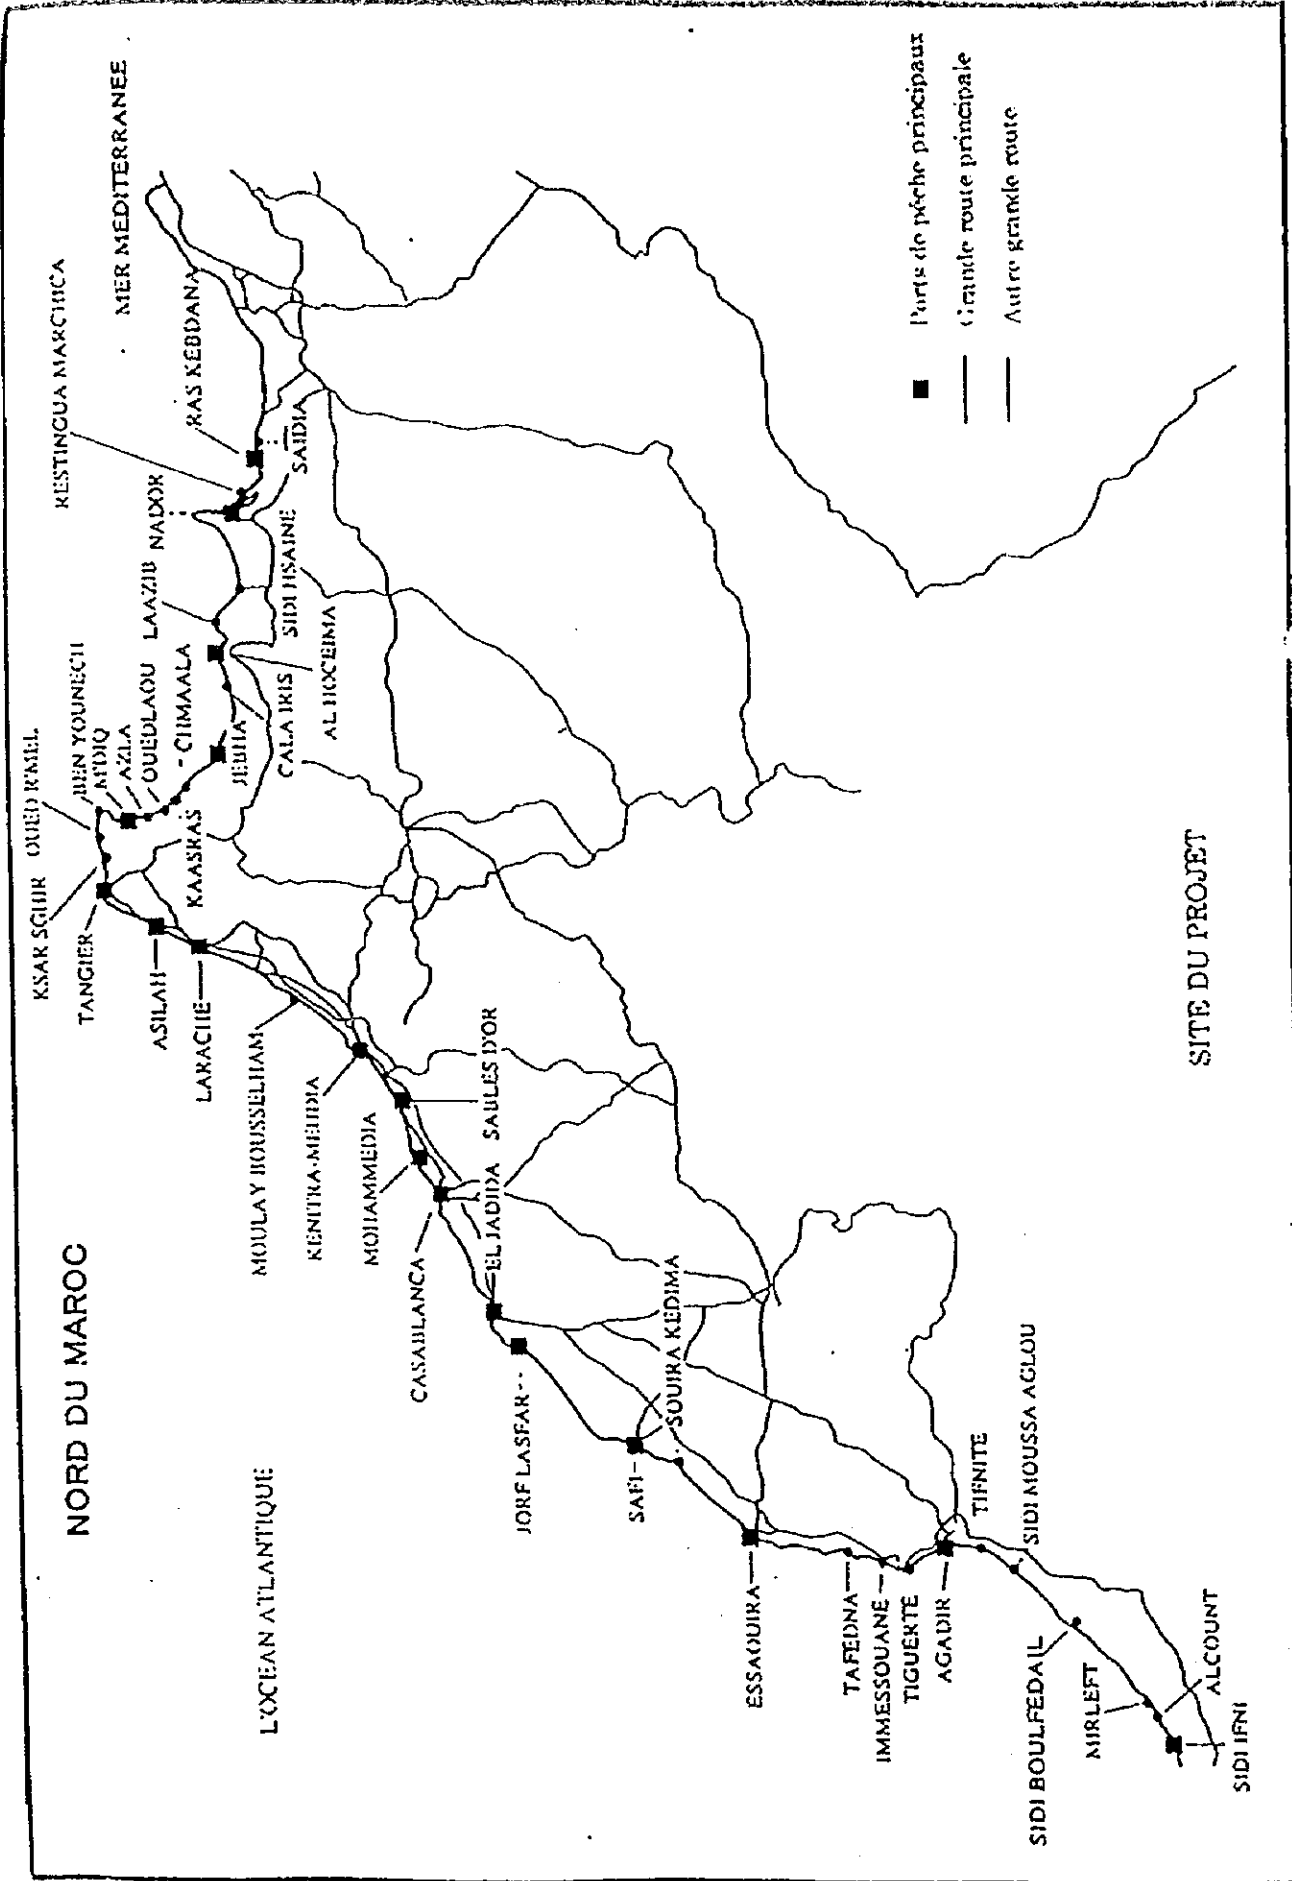 NORD DU MAROC
L'OCEAN ATLANTIQUE
MER MEDITERRANEE
KSAR SGHIR
OUED R'MEL
TANGIER
BEN YOUNECH
M'DIQ
AZLA
OUEDLAOU
CHMAALA
KAASRAS
JEBHA
CALA IRIS
AL HOCEIMA
LAAZIB
SIDI HSAINE
NADOR
RESTINGUA MARCHICA
RAS KEBDANA
SAIDIA
ASILAH
LARACHE
MOULAY BOUSSELHAM
KENITRA-MEHDIA
SABLES D'OR
MOHAMMEDIA
CASABLANCA
EL JADIDA
JORF LASFAR
SAFI
SOUIRA KEDIMA
ESSAOUIRA
TAFEDNA
IMMESSOUANE
TIGUERTE
AGADIR
TIFNITE
SIDI MOUSSA AGLOU
SIDI BOULFEDAIL
MIRLEFT
ALCOUNT
SIDI IFNI
Ports de pêche principaux
Grande route principale
Autre grande route
SITE DU PROJET